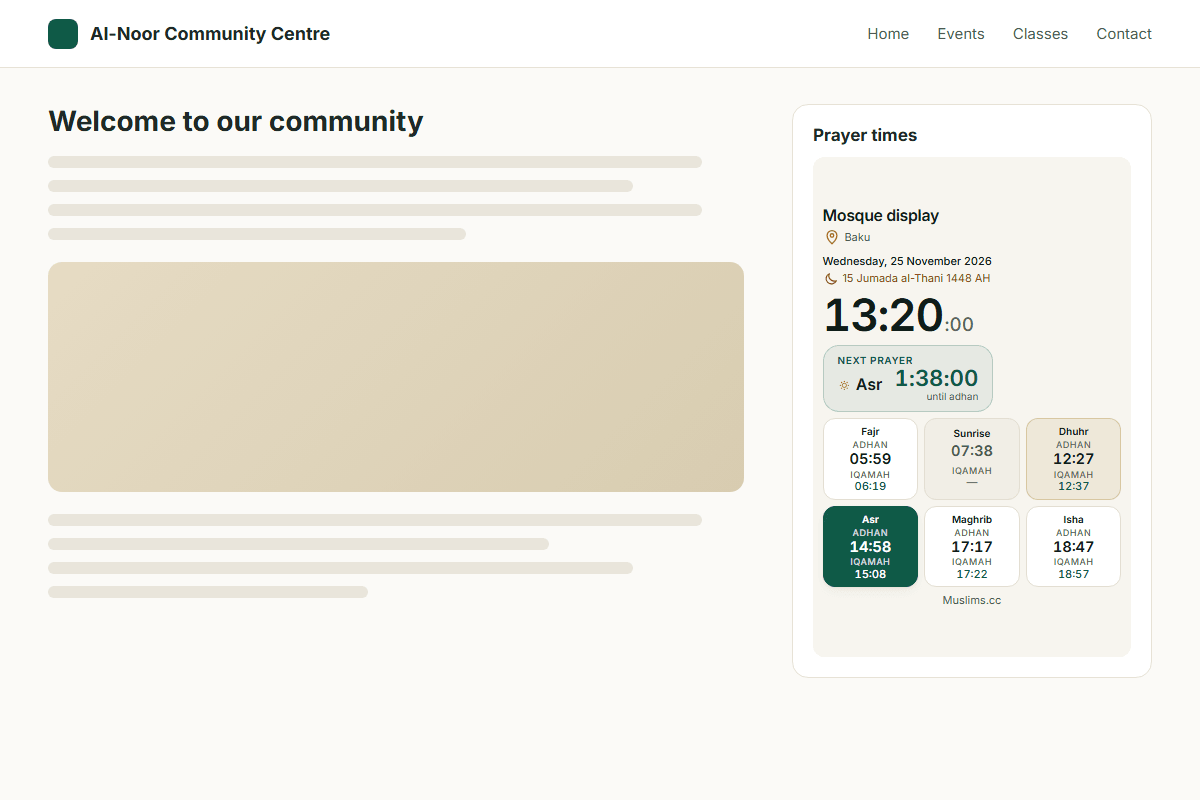 Al-Noor Community Centre
Home Events Classes Contact
Welcome to our community
Prayer times
Mosque display
Baku
Wednesday, 25 November 2026
15 Jumada al-Thani 1448 AH
13:20:00
NEXT PRAYER
Asr 1:38:00
until adhan
Fajr
ADHAN
05:59
IQAMAH
06:19
Sunrise
07:38
IQAMAH
—
Dhuhr
ADHAN
12:27
IQAMAH
12:37
Asr
ADHAN
14:58
IQAMAH
15:08
Maghrib
ADHAN
17:17
IQAMAH
17:22
Isha
ADHAN
18:47
IQAMAH
18:57
Muslims.cc